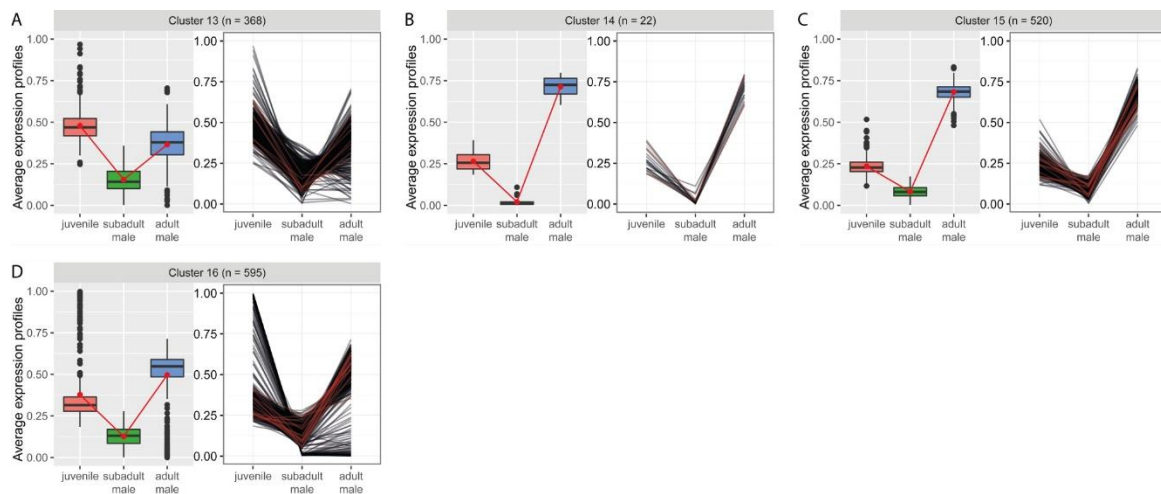 A
Cluster 13 (n = 368)
Average expression profiles
1.00
0.75
0.50
0.25
0.00
juvenile
subadult
male
adult
male
1.00
0.75
0.50
0.25
0.00
juvenile
subadult
male
adult
male
B
Cluster 14 (n = 22)
Average expression profiles
1.00
0.75
0.50
0.25
0.00
juvenile
subadult
male
adult
male
1.00
0.75
0.50
0.25
0.00
juvenile
subadult
male
adult
male
C
Cluster 15 (n = 520)
Average expression profiles
1.00
0.75
0.50
0.25
0.00
juvenile
subadult
male
adult
male
1.00
0.75
0.50
0.25
0.00
juvenile
subadult
male
adult
male
D
Cluster 16 (n = 595)
Average expression profiles
1.00
0.75
0.50
0.25
0.00
juvenile
subadult
male
adult
male
1.00
0.75
0.50
0.25
0.00
juvenile
subadult
male
adult
male